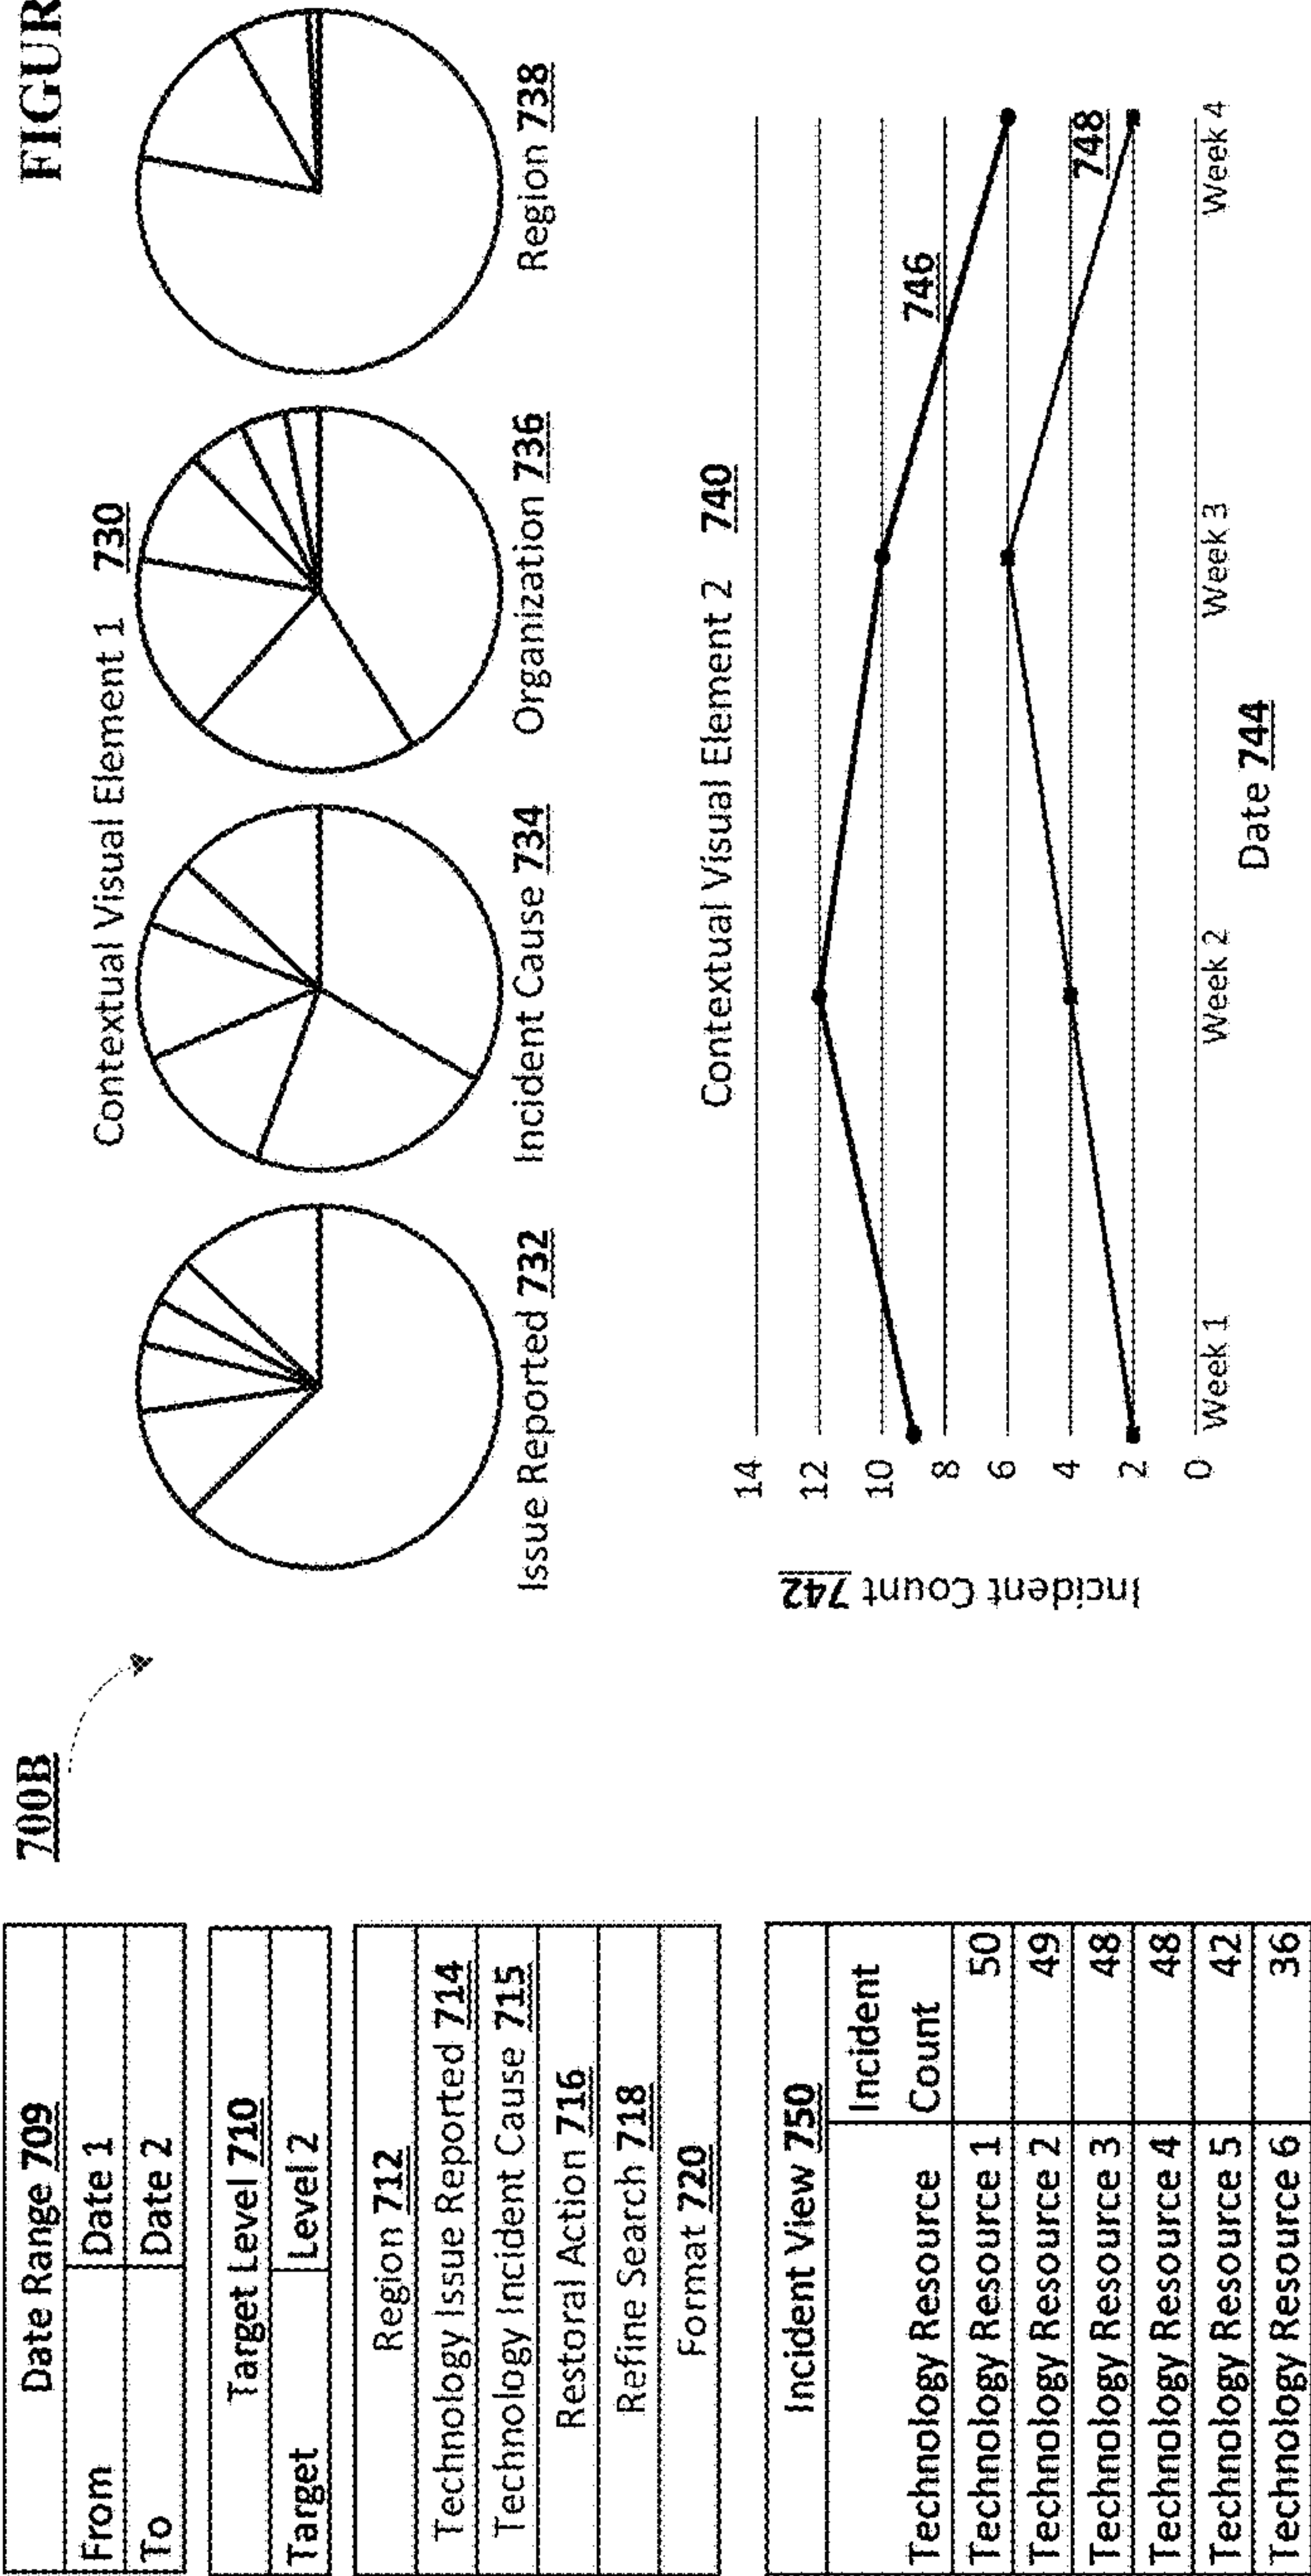 700B
FIGUR
Date Range 709
From Date 1
To Date 2
Target Level 710
Target Level 2
Region 712
Technology Issue Reported 714
Technology Incident Cause 715
Restoral Action 716
Refine Search 718
Format 720
Incident View 750
Technology Resource Incident Count
Technology Resource 1 50
Technology Resource 2 49
Technology Resource 3 48
Technology Resource 4 48
Technology Resource 5 42
Technology Resource 6 36
Contextual Visual Element 1 730
Issue Reported 732
Incident Cause 734
Organization 736
Region 738
Contextual Visual Element 2 740
Incident Count 742
14
12
10
8
6
4
2
0
746
748
Week 1 Week 2 Week 3 Week 4
Date 744